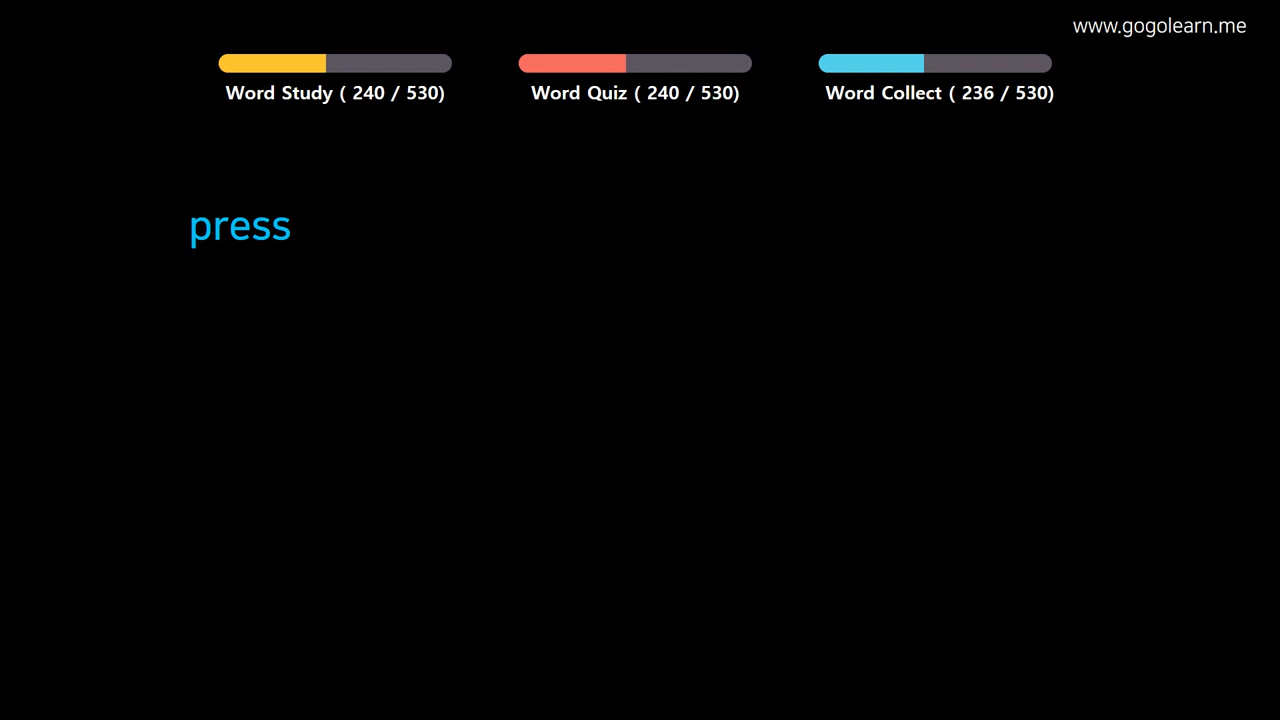 www.gogolearn.me
Word Study ( 240 / 530)
Word Quiz ( 240 / 530)
Word Collect ( 236 / 530)
press